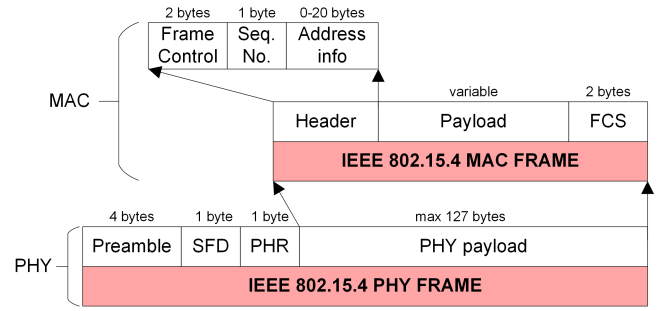 2 bytes 1 byte 0-20 bytes
Frame Control Seq. No. Address info
MAC
variable 2 bytes
Header Payload FCS
IEEE 802.15.4 MAC FRAME
4 bytes 1 byte 1 byte max 127 bytes
Preamble SFD PHR PHY payload
PHY
IEEE 802.15.4 PHY FRAME